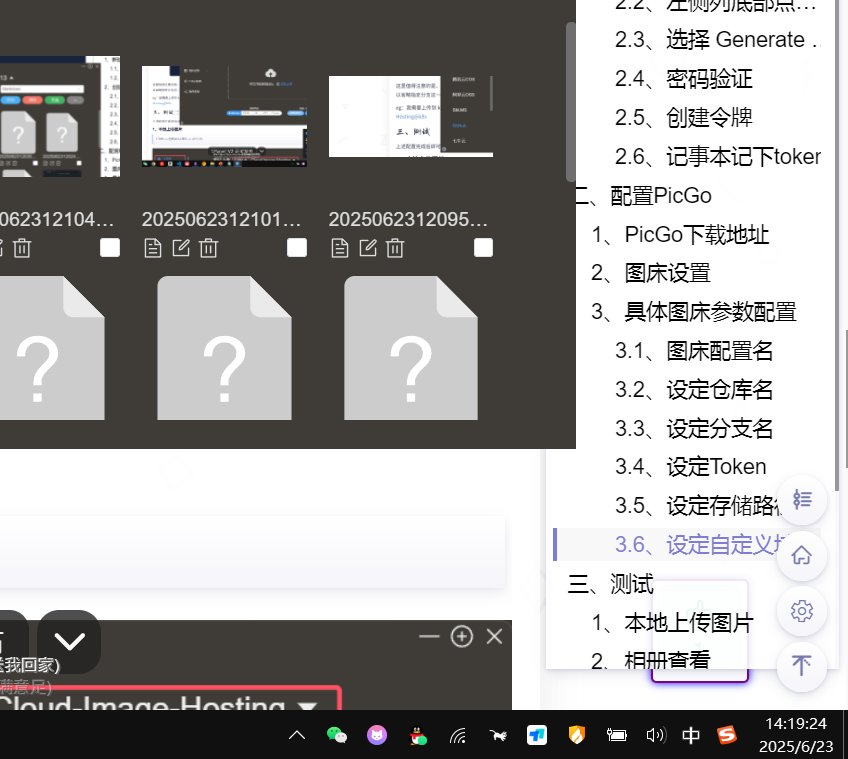 2.2、左侧列底部点…
2.3、选择 Generate …
2.4、密码验证
2.5、创建令牌
2.6、记事本记下token
二、配置PicGo
1、PicGo下载地址
2、图床设置
3、具体图床参数配置
3.1、图床配置名
3.2、设定仓库名
3.3、设定分支名
3.4、设定Token
3.5、设定存储路径
3.6、设定自定义域
三、测试
1、本地上传图片
2、相册查看
062312104...
2025062312101...
2025062312095...
? ? ?
送我回家)
满意足)
Cloud-Image-Hosting
中
14:19:24
2025/6/23